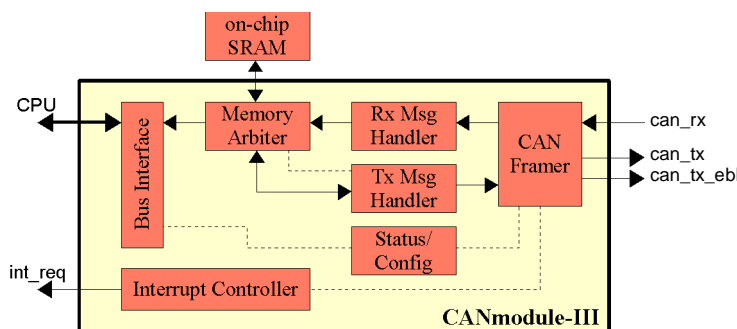 on-chip
SRAM
CPU
Bus Interface
Memory
Arbiter
Rx Msg
Handler
CAN
Framer
can_rx
can_tx
can_tx_ebl
Tx Msg
Handler
Status/
Config
int_req
Interrupt Controller
CANmodule-III